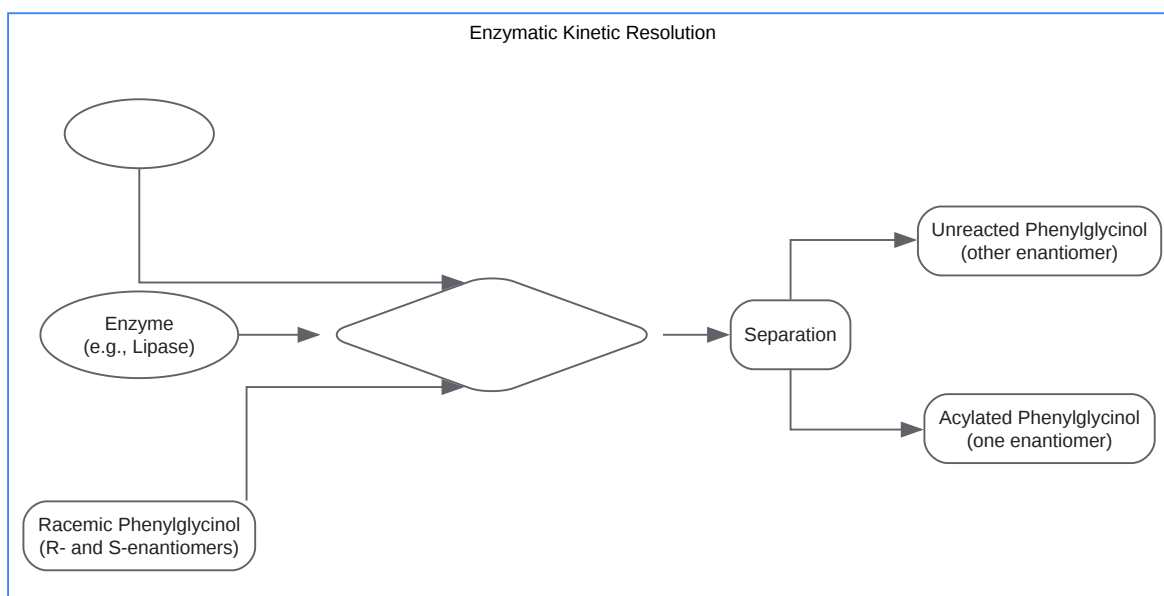 Enzymatic Kinetic Resolution
Unreacted Phenylglycinol
(other enantiomer)
Enzyme
(e.g., Lipase)
Separation
Acylated Phenylglycinol
(one enantiomer)
Racemic Phenylglycinol
(R- and S-enantiomers)